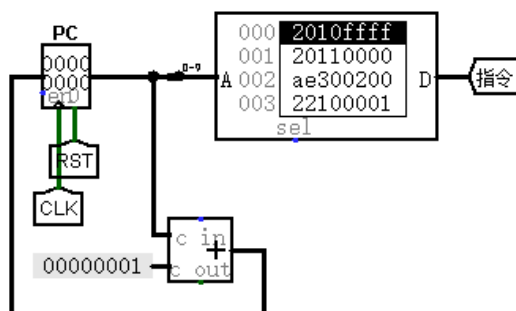 PC
0000
0000
en 0
RST
CLK
0-9
A
000 2010ffff
001 20110000
002 ae300200
003 22100001
D
sel
指令
c in
+
00000001
c out